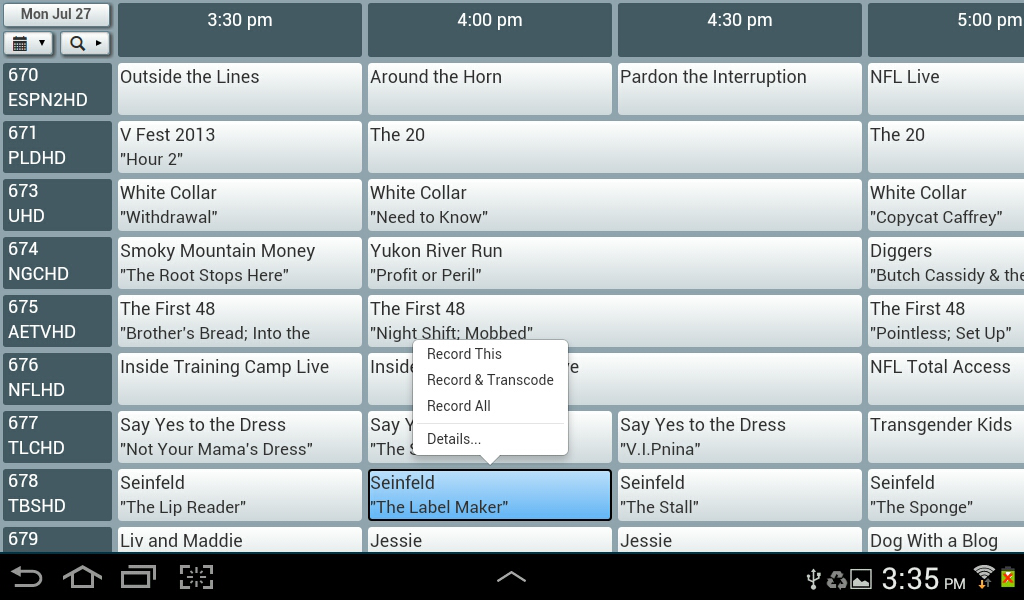 Mon Jul 27
3:30 pm
4:00 pm
4:30 pm
5:00 pm
670
ESPN2HD
Outside the Lines
Around the Horn
Pardon the Interruption
NFL Live
671
PLDHD
V Fest 2013
"Hour 2"
The 20
The 20
673
UHD
White Collar
"Withdrawal"
White Collar
"Need to Know"
White Collar
"Copycat Caffrey"
674
NGCHD
Smoky Mountain Money
"The Root Stops Here"
Yukon River Run
"Profit or Peril"
Diggers
"Butch Cassidy & the
675
AETVHD
The First 48
"Brother's Bread; Into the
The First 48
"Night Shift; Mobbed"
The First 48
"Pointless; Set Up"
676
NFLHD
Inside Training Camp Live
NFL Total Access
Record This
Record & Transcode
Record All
Details...
677
TLCHD
Say Yes to the Dress
"Not Your Mama's Dress"
Say Yes to the Dress
"V.I.Pnina"
Transgender Kids
678
TBSHD
Seinfeld
"The Lip Reader"
Seinfeld
"The Label Maker"
Seinfeld
"The Stall"
Seinfeld
"The Sponge"
679
Liv and Maddie
Jessie
Jessie
Dog With a Blog
3:35 PM